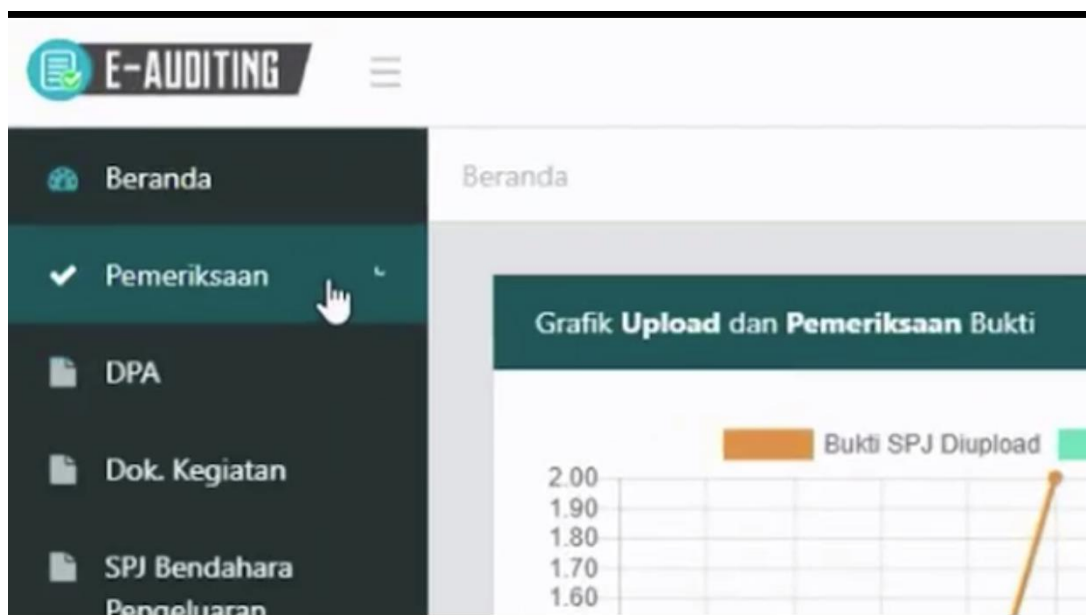 E-AUDITING
Beranda
Beranda
Pemeriksaan
Grafik Upload dan Pemeriksaan Bukti
DPA
Bukti SPJ Diupload
Dok. Kegiatan
2.00
1.90
1.80
1.70
1.60
SPJ Bendahara
Pengeluaran